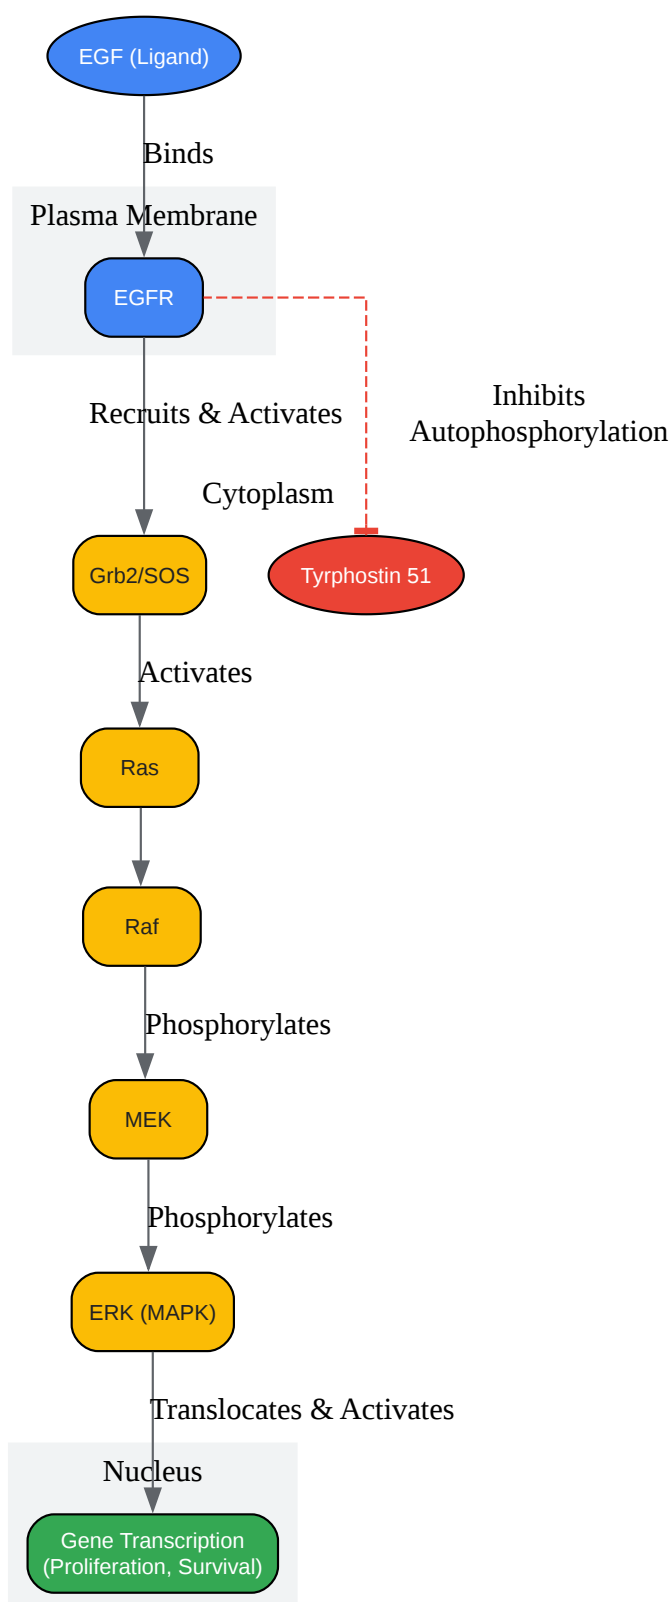 EGF (Ligand)
Binds
Plasma Membrane
EGFR
Inhibits
Autophosphorylation
Recruits & Activates
Cytoplasm
Grb2/SOS
Tyrphostin 51
Activates
Ras
Raf
Phosphorylates
MEK
Phosphorylates
ERK (MAPK)
Translocates & Activates
Nucleus
Gene Transcription
(Proliferation, Survival)